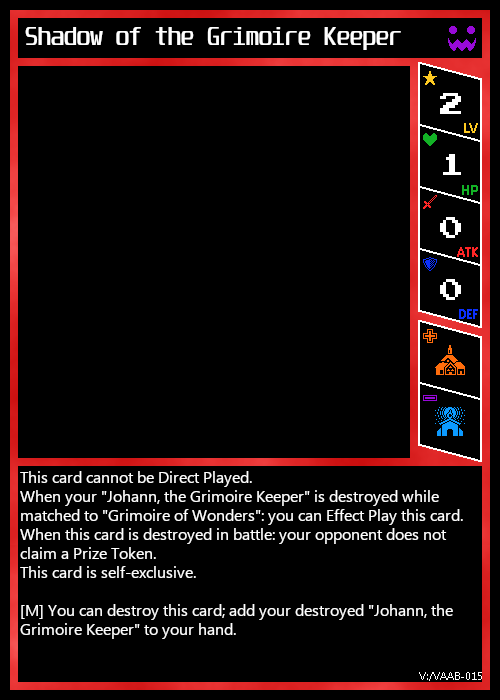 Shadow of the Grimoire Keeper
2
LV
1
HP
0
ATK
0
DEF
This card cannot be Direct Played.
When your "Johann, the Grimoire Keeper" is destroyed while
matched to "Grimoire of Wonders": you can Effect Play this card.
When this card is destroyed in battle: your opponent does not
claim a Prize Token.
This card is self-exclusive.
[M] You can destroy this card; add your destroyed "Johann, the
Grimoire Keeper" to your hand.
V:/VAAB-015